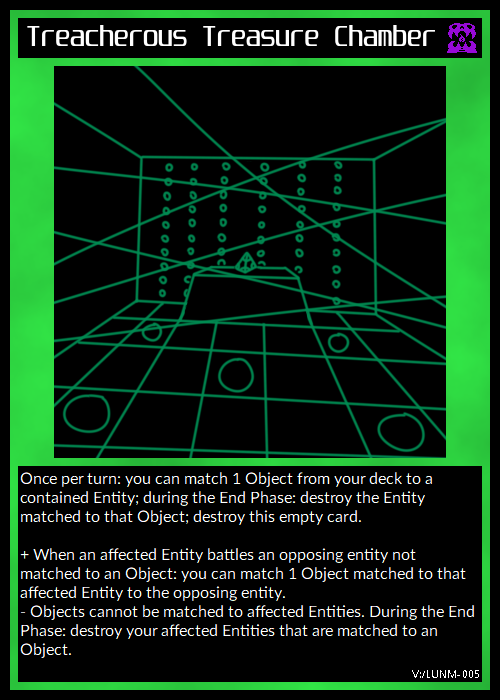 Treacherous Treasure Chamber
Once per turn: you can match 1 Object from your deck to a
contained Entity; during the End Phase: destroy the Entity
matched to that Object; destroy this empty card.
+ When an affected Entity battles an opposing entity not
matched to an Object: you can match 1 Object matched to that
affected Entity to the opposing entity.
- Objects cannot be matched to affected Entities. During the End
Phase: destroy your affected Entities that are matched to an
Object.
V:/LUNM-005